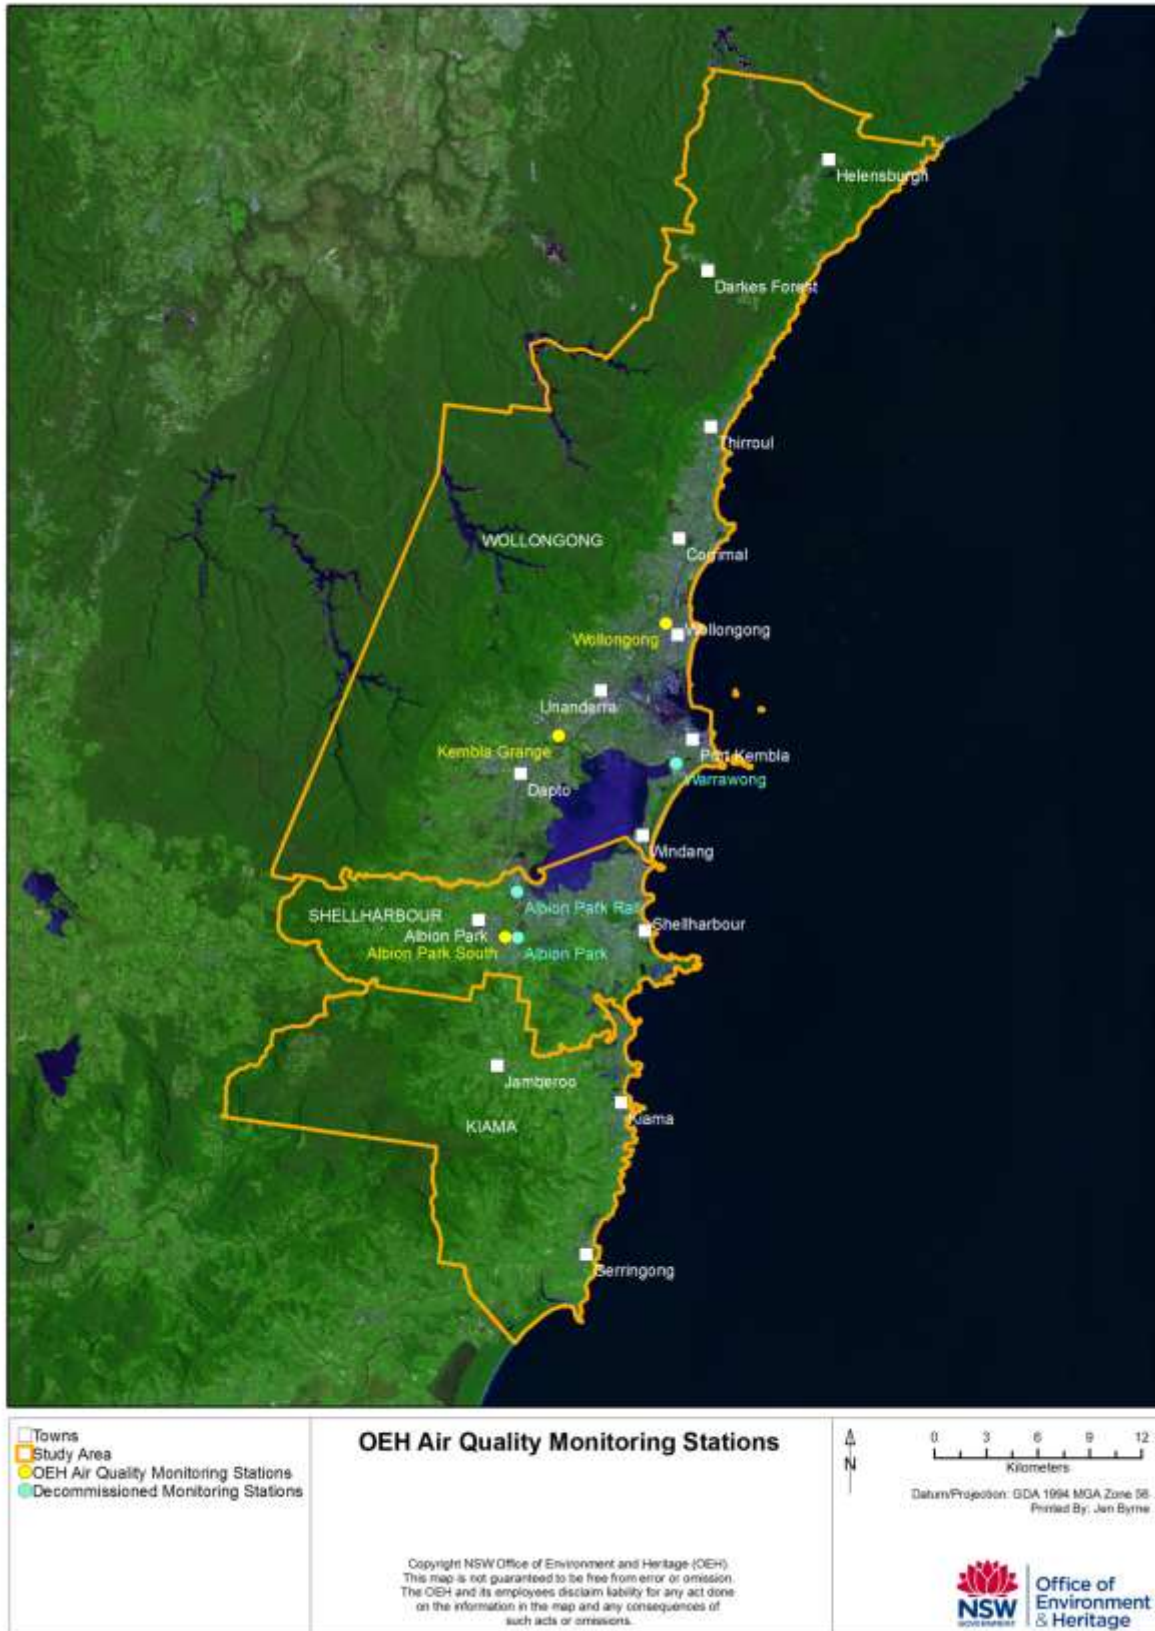 Helensburgh
Darkes Forest
Thirroul
WOLLONGONG
Corrimal
Wollongong
Wollongong
Unanderra
Kembla Grange
Port Kembla
Warrawong
Dapto
Windang
Albion Park Rail
SHELLHARBOUR
Shellharbour
Albion Park
Albion Park South
Albion Park
Jamberoo
Kiama
KIAMA
Gerringong
Towns
Study Area
OEH Air Quality Monitoring Stations
Decommissioned Monitoring Stations
OEH Air Quality Monitoring Stations
Copyright NSW Office of Environment and Heritage (OEH).
This map is not guaranteed to be free from error or omission.
The OEH and its employees disclaim liability for any act done
on the information in the map and any consequences of
such acts or omissions.
N
0 3 6 9 12
Kilometers
Datum/Projection: GDA 1994 MGA Zone 56
Printed By: Jen Byrne
NSW
GOVERNMENT
Office of
Environment
& Heritage